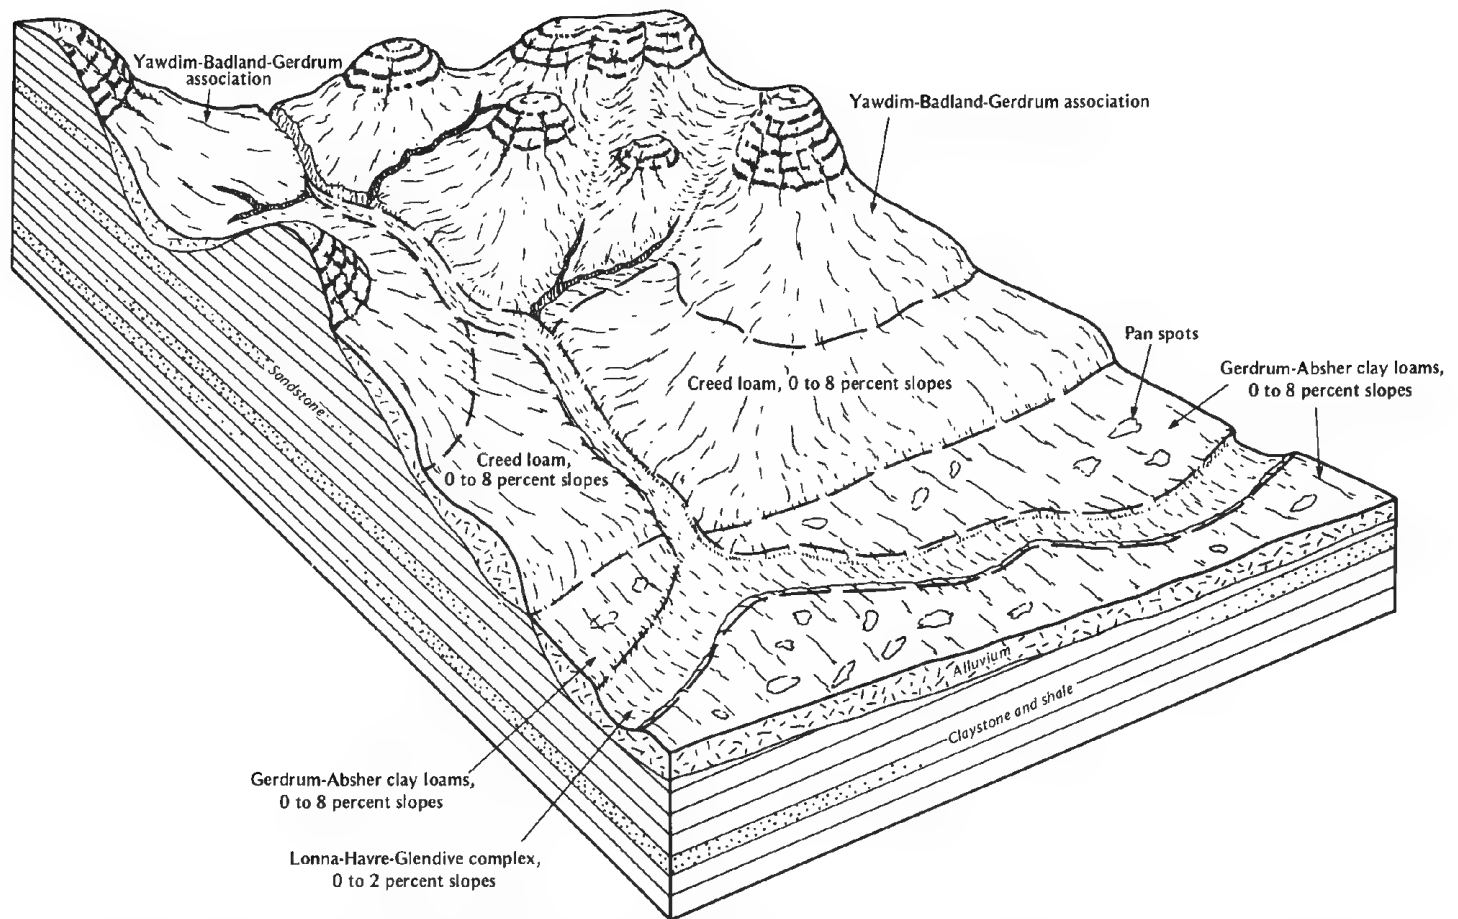 Yawdim-Badland-Gerdrum
association
Yawdim-Badland-Gerdrum association
Pan spots
Gerdrum-Absher clay loams,
0 to 8 percent slopes
Sandstone
Creed loam, 0 to 8 percent slopes
Creed loam,
0 to 8 percent slopes
Alluvium
Claystone and shale
Gerdrum-Absher clay loams,
0 to 8 percent slopes
Lonna-Havre-Glendive complex,
0 to 2 percent slopes